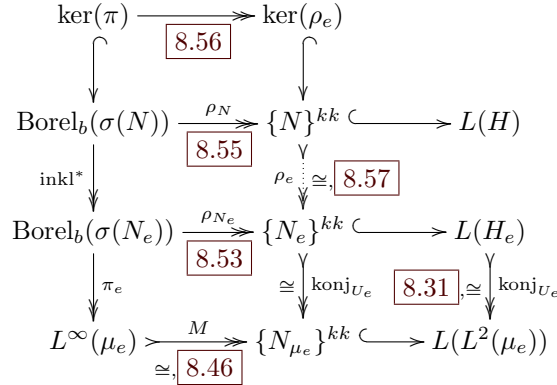 ker(π) ker(ρ_e)
8.56
Borel_b(σ(N)) ρ_N {N}^{kk} L(H)
8.55
inkl* ρ_e ≅, 8.57
Borel_b(σ(N_e)) ρ_{N_e} {N_e}^{kk} L(H_e)
8.53
π_e ≅ konj_{U_e} 8.31 ,≅ konj_{U_e}
L^∞(μ_e) M {N_{μ_e}}^{kk} L(L²(μ_e))
≅, 8.46